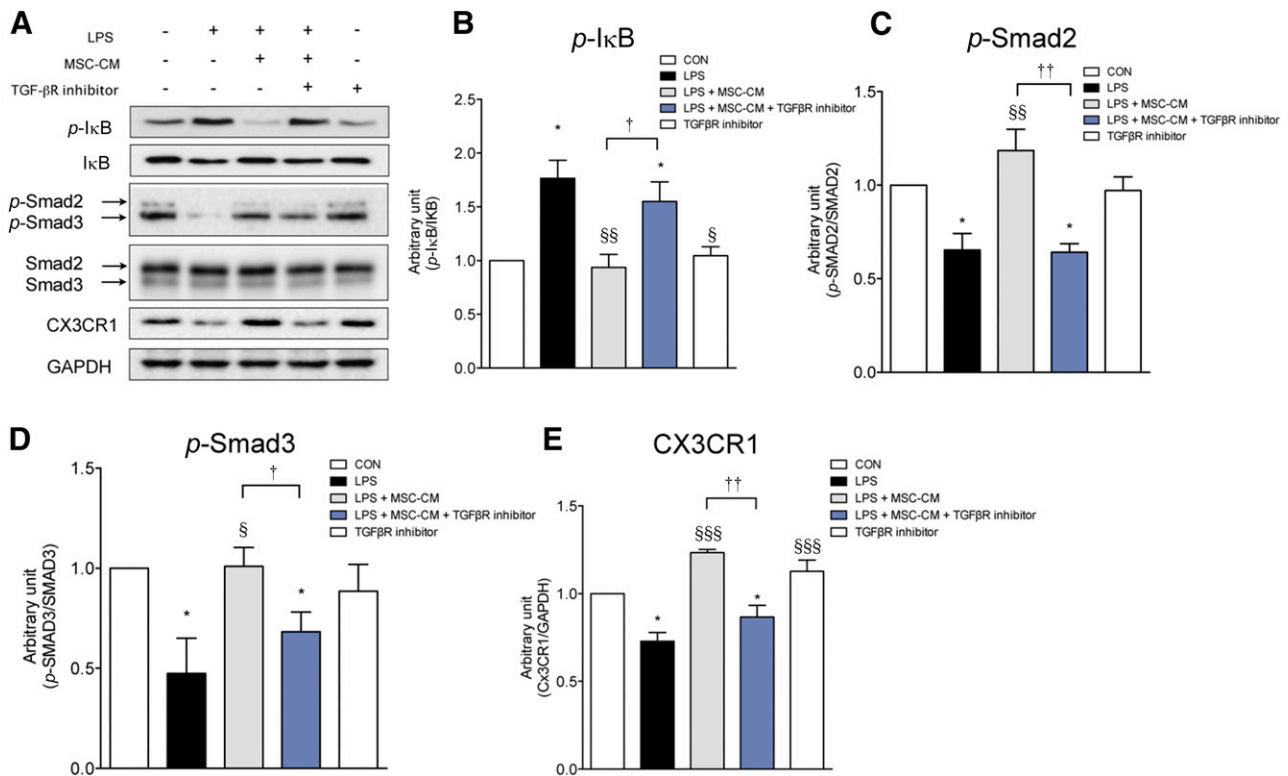 A
LPS - + + + -
MSC-CM - - + + -
TGF-βR inhibitor - - - + +
p-IκB
IκB
p-Smad2
p-Smad3
Smad2
Smad3
CX3CR1
GAPDH
B
p-IκB
CON
LPS
LPS + MSC-CM
LPS + MSC-CM + TGFβR inhibitor
TGFβR inhibitor
Arbitrary unit
(p-IκB/IKB)
2.5
2.0
1.5
1.0
0.5
0.0
*
§§
†
*
§
C
p-Smad2
CON
LPS
LPS + MSC-CM
LPS + MSC-CM + TGFβR inhibitor
TGFβR inhibitor
Arbitrary unit
(p-SMAD2/SMAD2)
1.5
1.0
0.5
0.0
*
§§
††
*
D
p-Smad3
CON
LPS
LPS + MSC-CM
LPS + MSC-CM + TGFβR inhibitor
TGFβR inhibitor
Arbitrary unit
(p-SMAD3/SMAD3)
1.5
1.0
0.5
0.0
*
§
†
*
E
CX3CR1
CON
LPS
LPS + MSC-CM
LPS + MSC-CM + TGFβR inhibitor
TGFβR inhibitor
Arbitrary unit
(Cx3CR1/GAPDH)
1.5
1.0
0.5
0.0
*
§§§
††
*
§§§